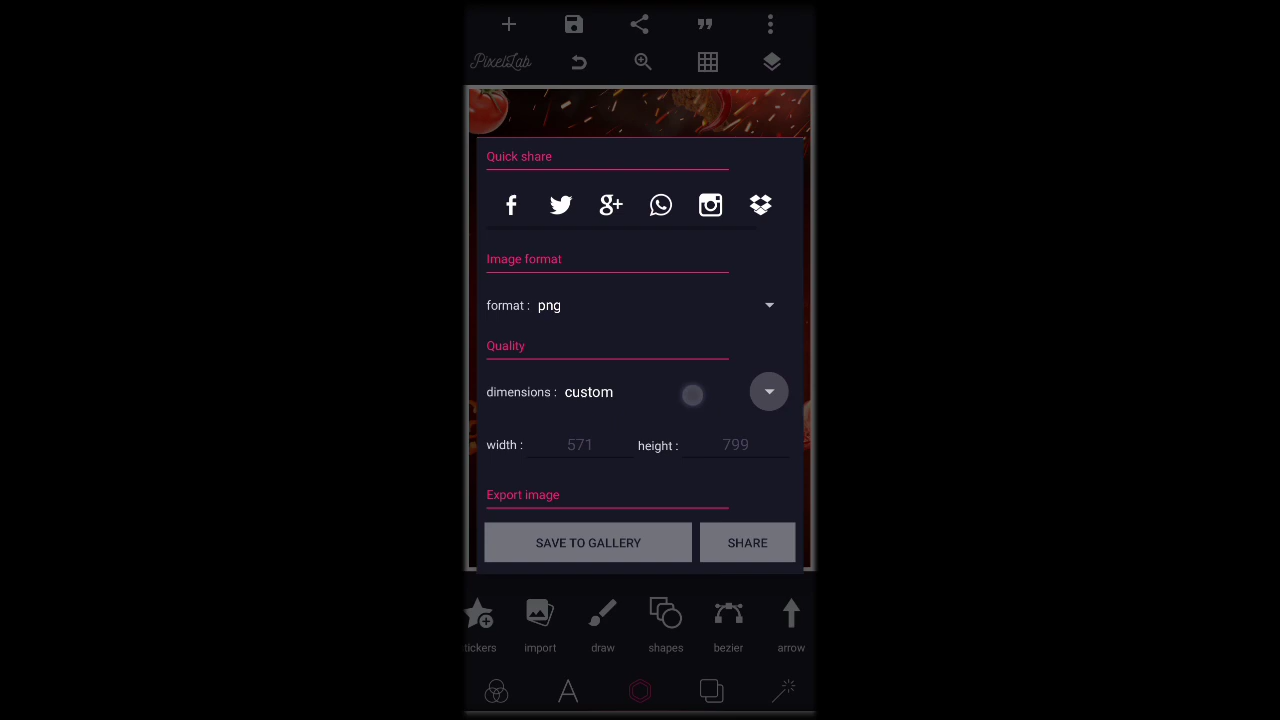 PixelLab
Quick share
Image format
format : png
Quality
dimensions : custom
width : 571 height : 799
Export image
SAVE TO GALLERY SHARE
tickers import draw shapes bezier arrow